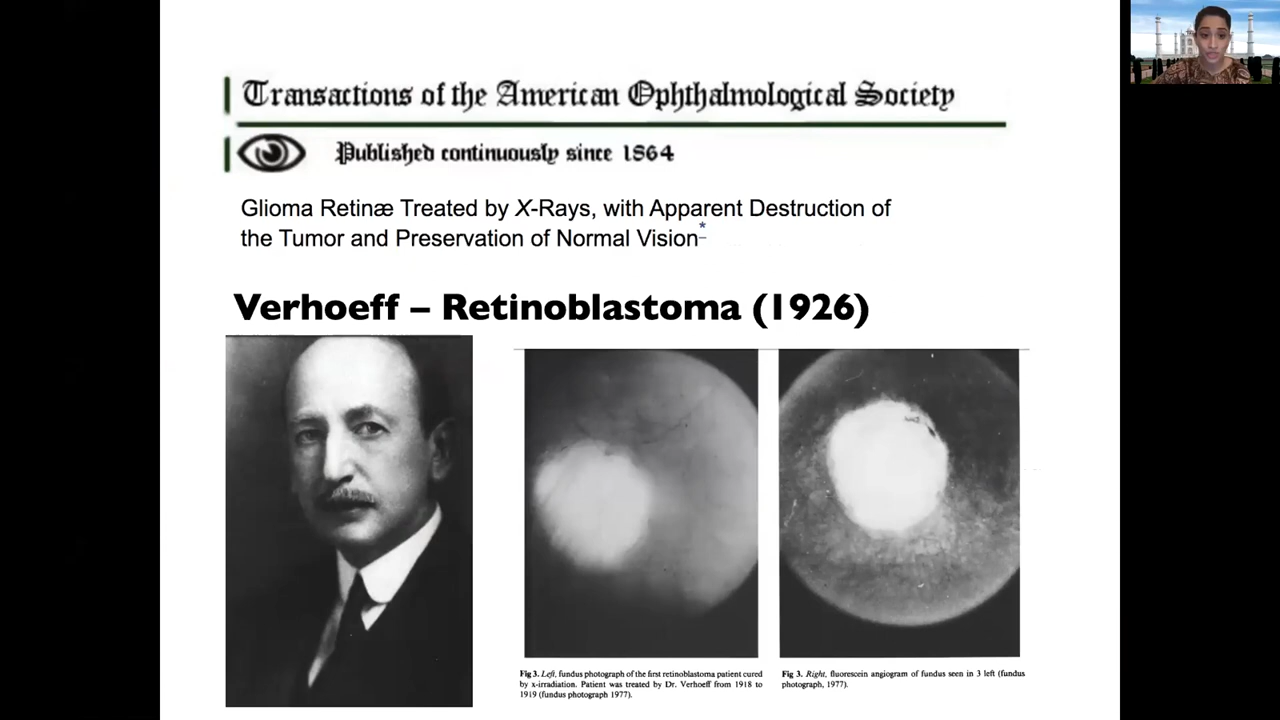 Transactions of the American Ophthalmological Society
Published continuously since 1864
Glioma Retinæ Treated by X-Rays, with Apparent Destruction of
the Tumor and Preservation of Normal Vision*
Verhoeff – Retinoblastoma (1926)
Fig 3. Left, fundus photograph of the first retinoblastoma patient cured
by x-irradiation. Patient was treated by Dr. Verhoeff from 1918 to
1919 (fundus photograph 1977).
Fig 3. Right, fluorescein angiogram of fundus seen in 3 left (fundus
photograph, 1977).